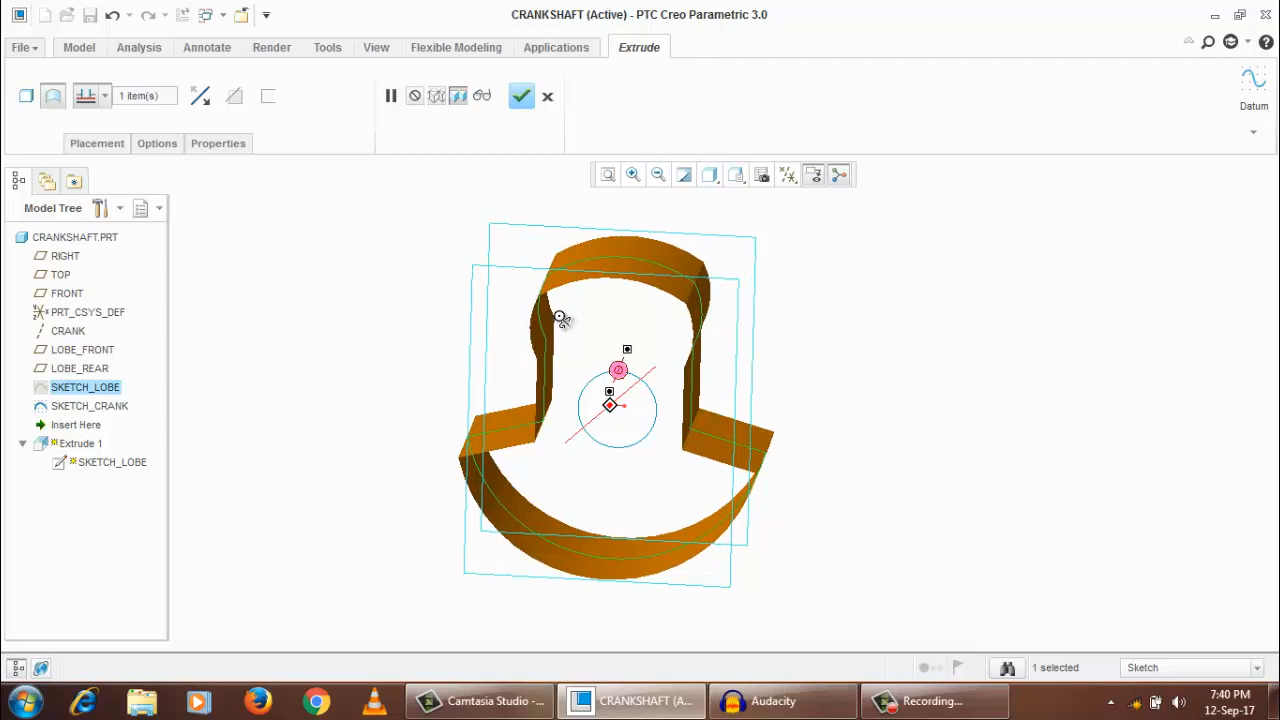 CRANKSHAFT (Active) - PTC Creo Parametric 3.0
File Model Analysis Annotate Render Tools View Flexible Modeling Applications Extrude
1 item(s)
Datum
Placement Options Properties
Model Tree
CRANKSHAFT.PRT
RIGHT
TOP
FRONT
PRT_CSYS_DEF
CRANK
LOBE_FRONT
LOBE_REAR
SKETCH_LOBE
SKETCH_CRANK
Insert Here
Extrude 1
SKETCH_LOBE
1 selected Sketch
Camtasia Studio -... CRANKSHAFT (A... Audacity Recording... 7:40 PM
12-Sep-17